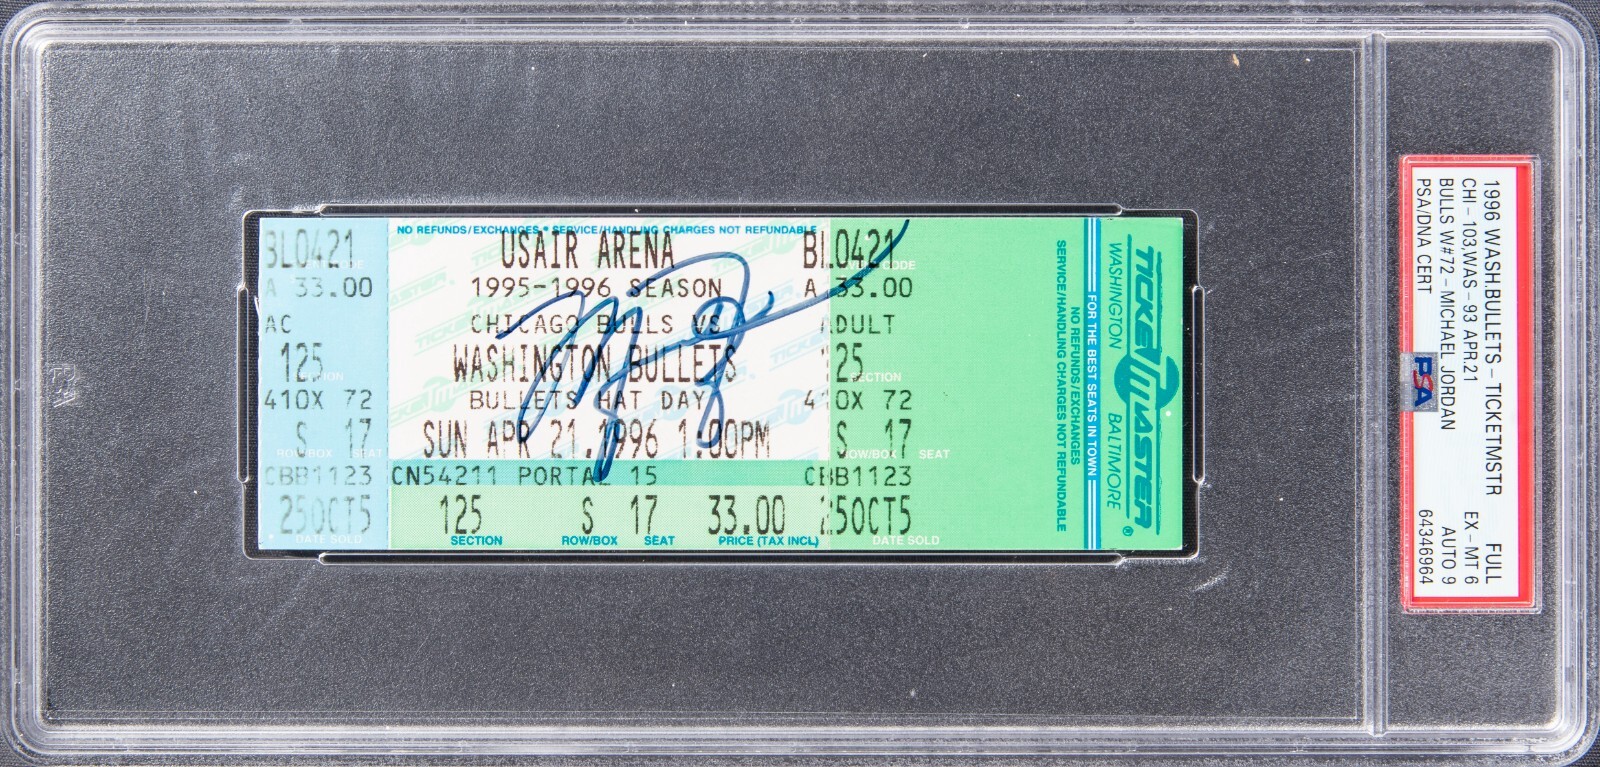 NO REFUNDS/EXCHANGES * SERVICE/HANDLING CHARGES NOT REFUNDABLE
BL0421 USAIR ARENA BL0421
A 33.00 1995-1996 SEASON A 33.00
AC CHICAGO BULLS VS ADULT
125 WASHINGTON BULLETS 125
SECTION
410X 72 BULLETS HAT DAY 410X 72
S 17 SUN APR 21,1996 1:00PM S 17
ROW/BOX SEAT ROW/BOX SEAT
CBB1123 CN54211 PORTAL 15 CBB1123
25OCT5 125 S 17 33.00 25OCT5
DATE SOLD SECTION ROW/BOX SEAT PRICE (TAX INCL) DATE SOLD
SERVICE/HANDLING CHARGES NOT REFUNDABLE
NO REFUNDS/EXCHANGES
FOR THE BEST SEATS IN TOWN
WASHINGTON BALTIMORE
TICKETMASTER®
1996 WASH.BULLETS-TICKETMSTR FULL
CHI-103,WAS-93 APR.21 EX-MT 6
BULLS W#72-MICHAEL JORDAN AUTO 9
PSA/DNA CERT 64346964
PSA